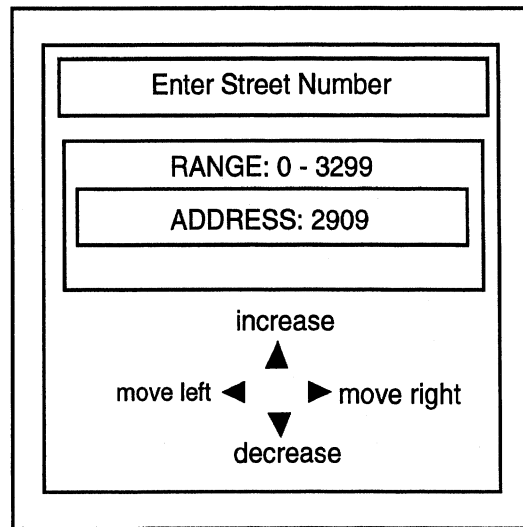 Enter Street Number
RANGE: 0 - 3299
ADDRESS: 2909
increase
move left move right
decrease